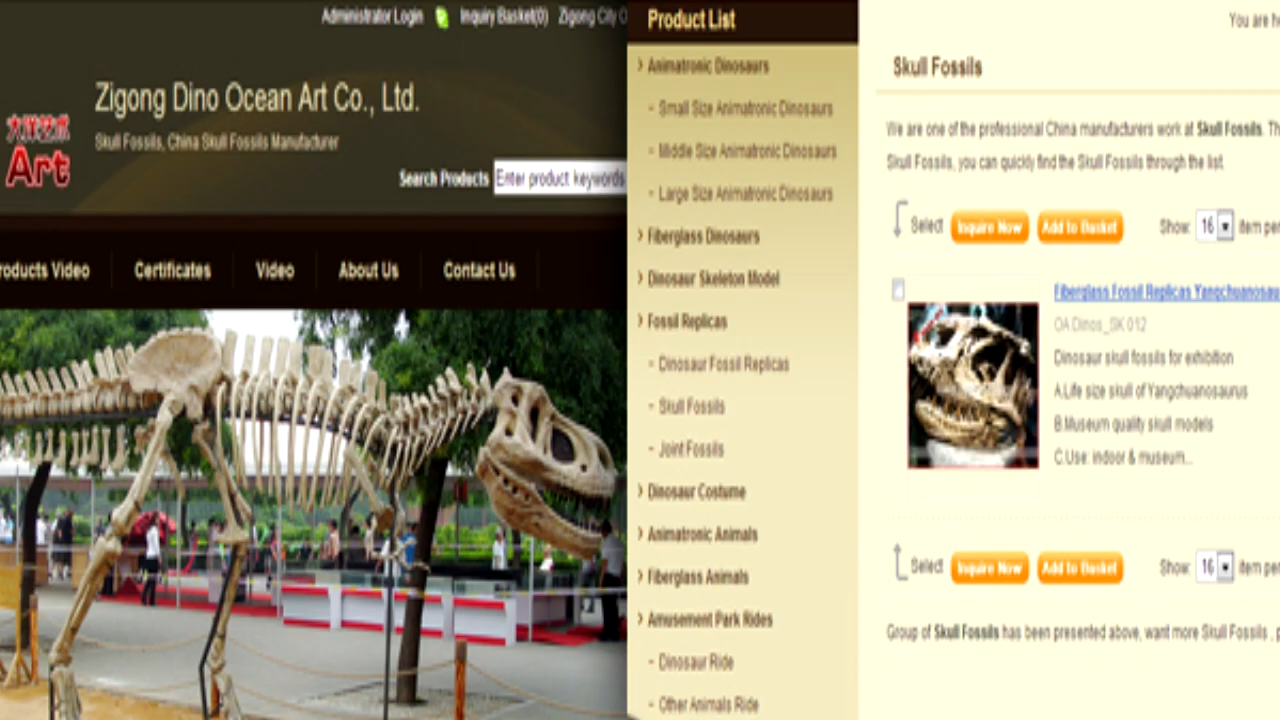 Administrator Login Inquiry Basket(0) Zigong City O
Zigong Dino Ocean Art Co., Ltd.
大洋艺术
Art
Skull Fossils, China Skull Fossils Manufacturer
Search Products Enter product keywords
roducts Video Certificates Video About Us Contact Us
Product List
Animatronic Dinosaurs
- Small Size Animatronic Dinosaurs
- Middle Size Animatronic Dinosaurs
- Large Size Animatronic Dinosaurs
Fiberglass Dinosaurs
Dinosaur Skeleton Model
Fossil Replicas
- Dinosaur Fossil Replicas
- Skull Fossils
- Joint Fossils
Dinosaur Costume
Animatronic Animals
Fiberglass Animals
Amusement Park Rides
- Dinosaur Ride
- Other Animals Ride
You are he
Skull Fossils
We are one of the professional China manufacturers work at Skull Fossils. Th
Skull Fossils, you can quickly find the Skull Fossils through the list.
Select Inquire Now Add to Basket Show: 16 item per
Fiberglass Fossil Replicas Yangchuanosau
OA Dinos_SK 012
Dinosaur skull fossils for exhibition
A.Life size skull of Yangchuanosaurus
B.Museum quality skull models
C.Use: indoor & museum...
Select Inquire Now Add to Basket Show: 16 item per
Group of Skull Fossils has been presented above, want more Skull Fossils , p